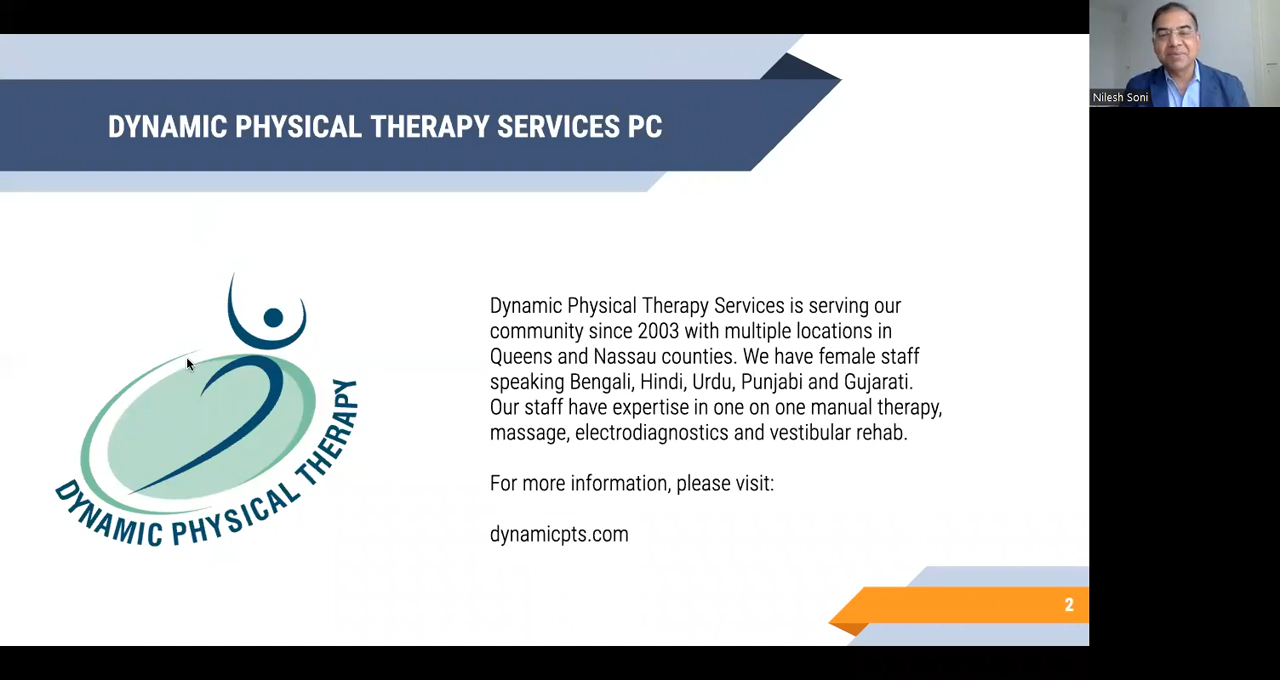 Nilesh Soni
DYNAMIC PHYSICAL THERAPY SERVICES PC
DYNAMIC PHYSICAL THERAPY
Dynamic Physical Therapy Services is serving our
community since 2003 with multiple locations in
Queens and Nassau counties. We have female staff
speaking Bengali, Hindi, Urdu, Punjabi and Gujarati.
Our staff have expertise in one on one manual therapy,
massage, electrodiagnostics and vestibular rehab.
For more information, please visit:
dynamicpts.com
2